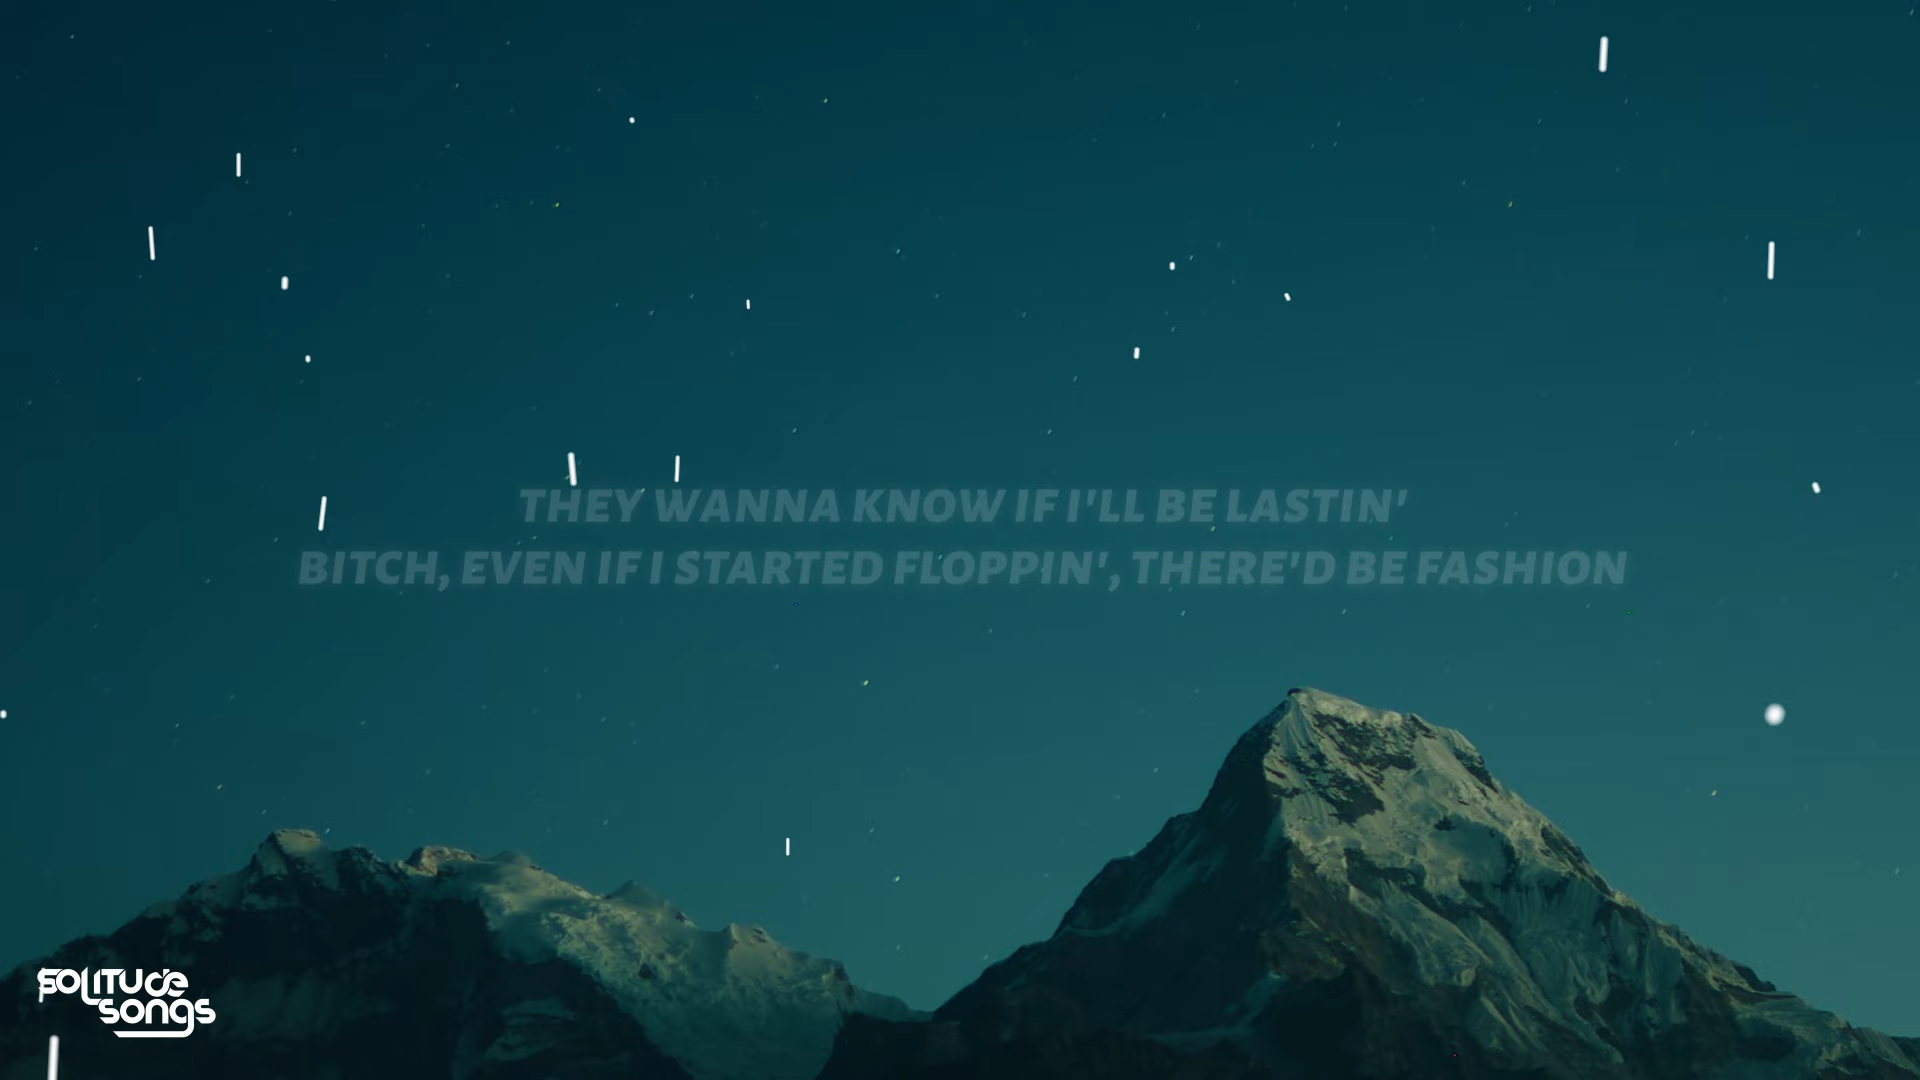 THEY WANNA KNOW IF I'LL BE LASTIN'
BITCH, EVEN IF I STARTED FLOPPIN', THERE'D BE FASHION
SOLITUDE
SONGS